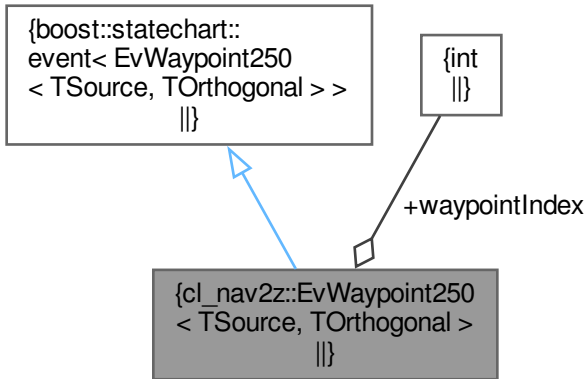 {boost::statechart::
event< EvWaypoint250
< TSource, TOrthogonal > >
||}
{int
||}
+waypointIndex
{cl_nav2z::EvWaypoint250
< TSource, TOrthogonal >
||}